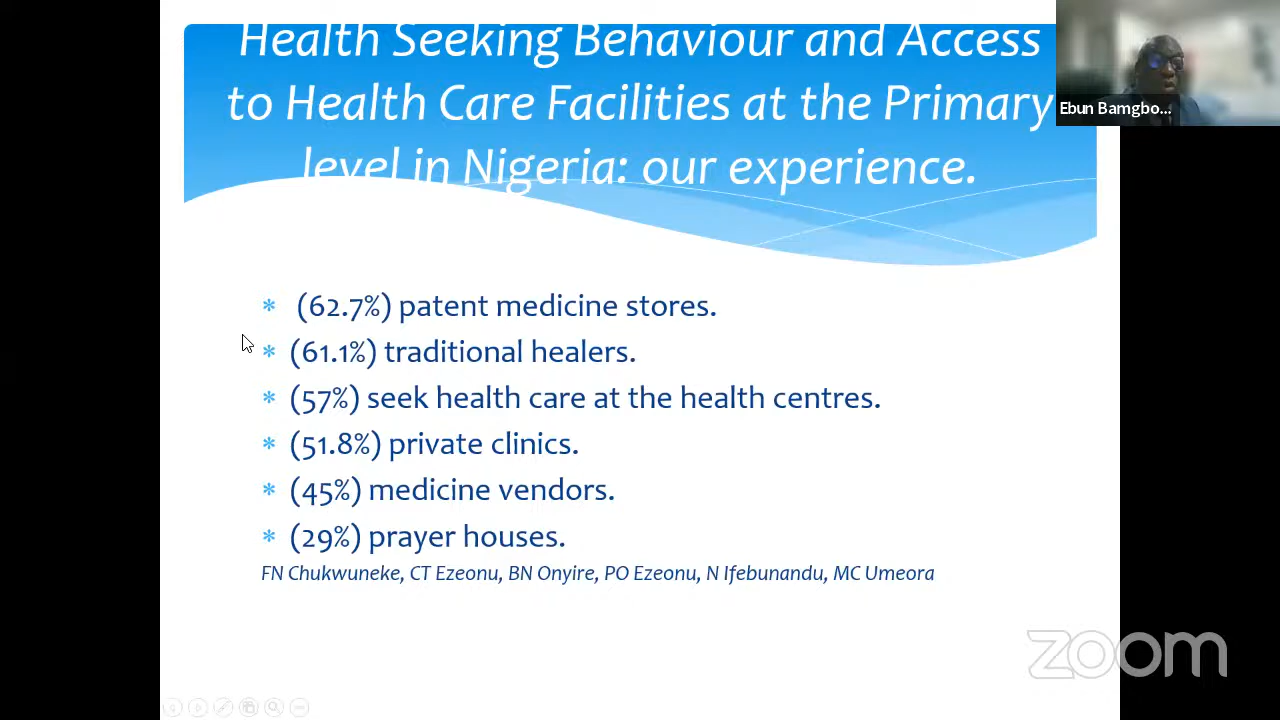 Health Seeking Behaviour and Access
to Health Care Facilities at the Primary
level in Nigeria: our experience.
Ebun Bamgbo...
* (62.7%) patent medicine stores.
* (61.1%) traditional healers.
* (57%) seek health care at the health centres.
* (51.8%) private clinics.
* (45%) medicine vendors.
* (29%) prayer houses.
FN Chukwuneke, CT Ezeonu, BN Onyire, PO Ezeonu, N Ifebunandu, MC Umeora
zoom